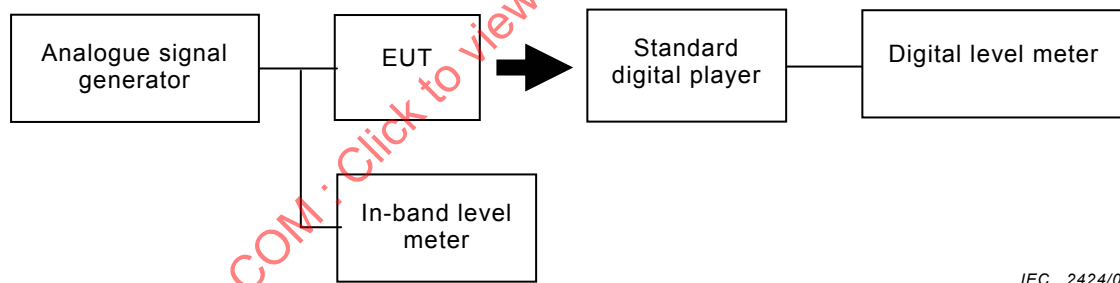 Analogue signal
generator
EUT
Standard
digital player
Digital level meter
In-band level
meter
COM : Click to view
IEC 2424/0